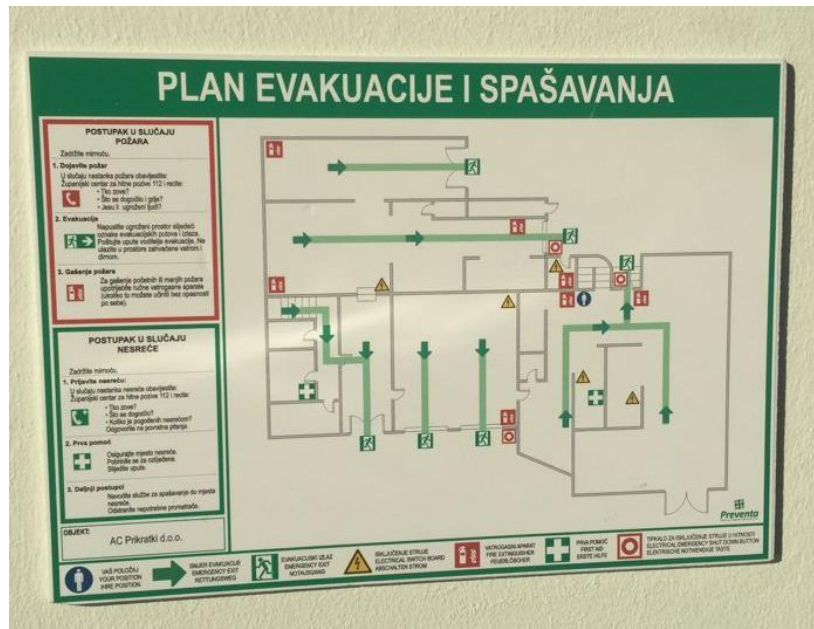 PLAN EVAKUACIJE I SPAŠAVANJA
POSTUPAK U SLUČAJU
POŽARA
Zadržite mirnoću.
1. Dojavite požar
U slučaju nastanka požara obavijestite:
Županijski centar za hitne pozive 112 i recite:
• Tko zove?
• Što se dogodilo i gdje?
• Jesu li ugroženi ljudi?
2. Evakuacija
Napustite ugroženi prostor slijedeći
oznake evakuacijskih putova i izlaza.
Poštujte upute voditelja evakuacije. Ne
ulazite u prostore zahvaćene vatrom i
dimom.
3. Gašenje požara
Za gašenje početnih ili manjih požara
upotrijebite ručne vatrogasne aparate
(ukoliko to možete učiniti bez opasnosti
po sebe).
POSTUPAK U SLUČAJU
NESREĆE
Zadržite mirnoću.
1. Prijavite nesreću:
U slučaju nastanka nesreće obavijestite:
Županijski centar za hitne pozive 112 i recite:
• Tko zove?
• Što se dogodilo?
• Koliko je pogođenih nesrećom?
Odgovorite na povratna pitanja.
2. Prva pomoć
Osigurajte mjesto nesreće.
Pobrinite se za ozlijeđene.
Slijedite upute.
3. Daljnji postupci
Navodite službe za spašavanje do mjesta
nesreće.
Odstranite nepotrebne promatrače.
OBJEKT:
AC Prikratki d.o.o.
Preventa
VAŠ POLOŽAJ
YOUR POSITION
IHRE POSITION
SMJER EVAKUACIJE
EMERGENCY EXIT
RETTUNGSWEG
EVAKUACIJSKI IZLAZ
EMERGENCY EXIT
NOTAUSGANG
ISKLJUČENJE STRUJE
ELECTRICAL SWITCH BOARD
ABSCHALTEN STROM
VATROGASNI APARAT
FIRE EXTINGUISHER
FEUERLÖSCHER
PRVA POMOĆ
FIRST AID
ERSTE HILFE
TIPKALO ZA ISKLJUČENJE STRUJE U HITNOSTI
ELECTRICAL EMERGENCY SHUT DOWN BUTTON
ELEKTRISCHE NOTWENDIGE TASTE